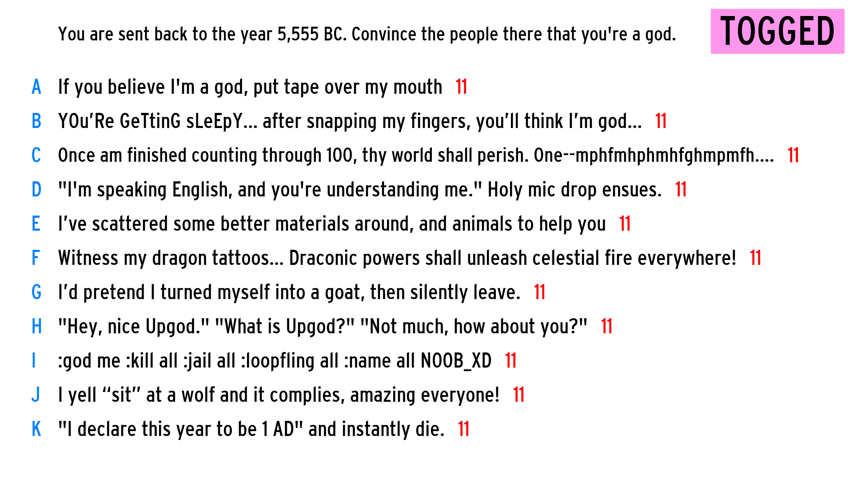 You are sent back to the year 5,555 BC. Convince the people there that you're a god.
TOGGED
A If you believe I'm a god, put tape over my mouth 11
B YOu’Re GeTtinG sLeEpY... after snapping my fingers, you’ll think I’m god... 11
C Once am finished counting through 100, thy world shall perish. One--mphfmhphmhfghmpmfh.... 11
D "I'm speaking English, and you're understanding me." Holy mic drop ensues. 11
E I’ve scattered some better materials around, and animals to help you 11
F Witness my dragon tattoos... Draconic powers shall unleash celestial fire everywhere! 11
G I’d pretend I turned myself into a goat, then silently leave. 11
H "Hey, nice Upgod." "What is Upgod?" "Not much, how about you?" 11
I :god me :kill all :jail all :loopfling all :name all N00B_XD 11
J I yell “sit” at a wolf and it complies, amazing everyone! 11
K "I declare this year to be 1 AD" and instantly die. 11